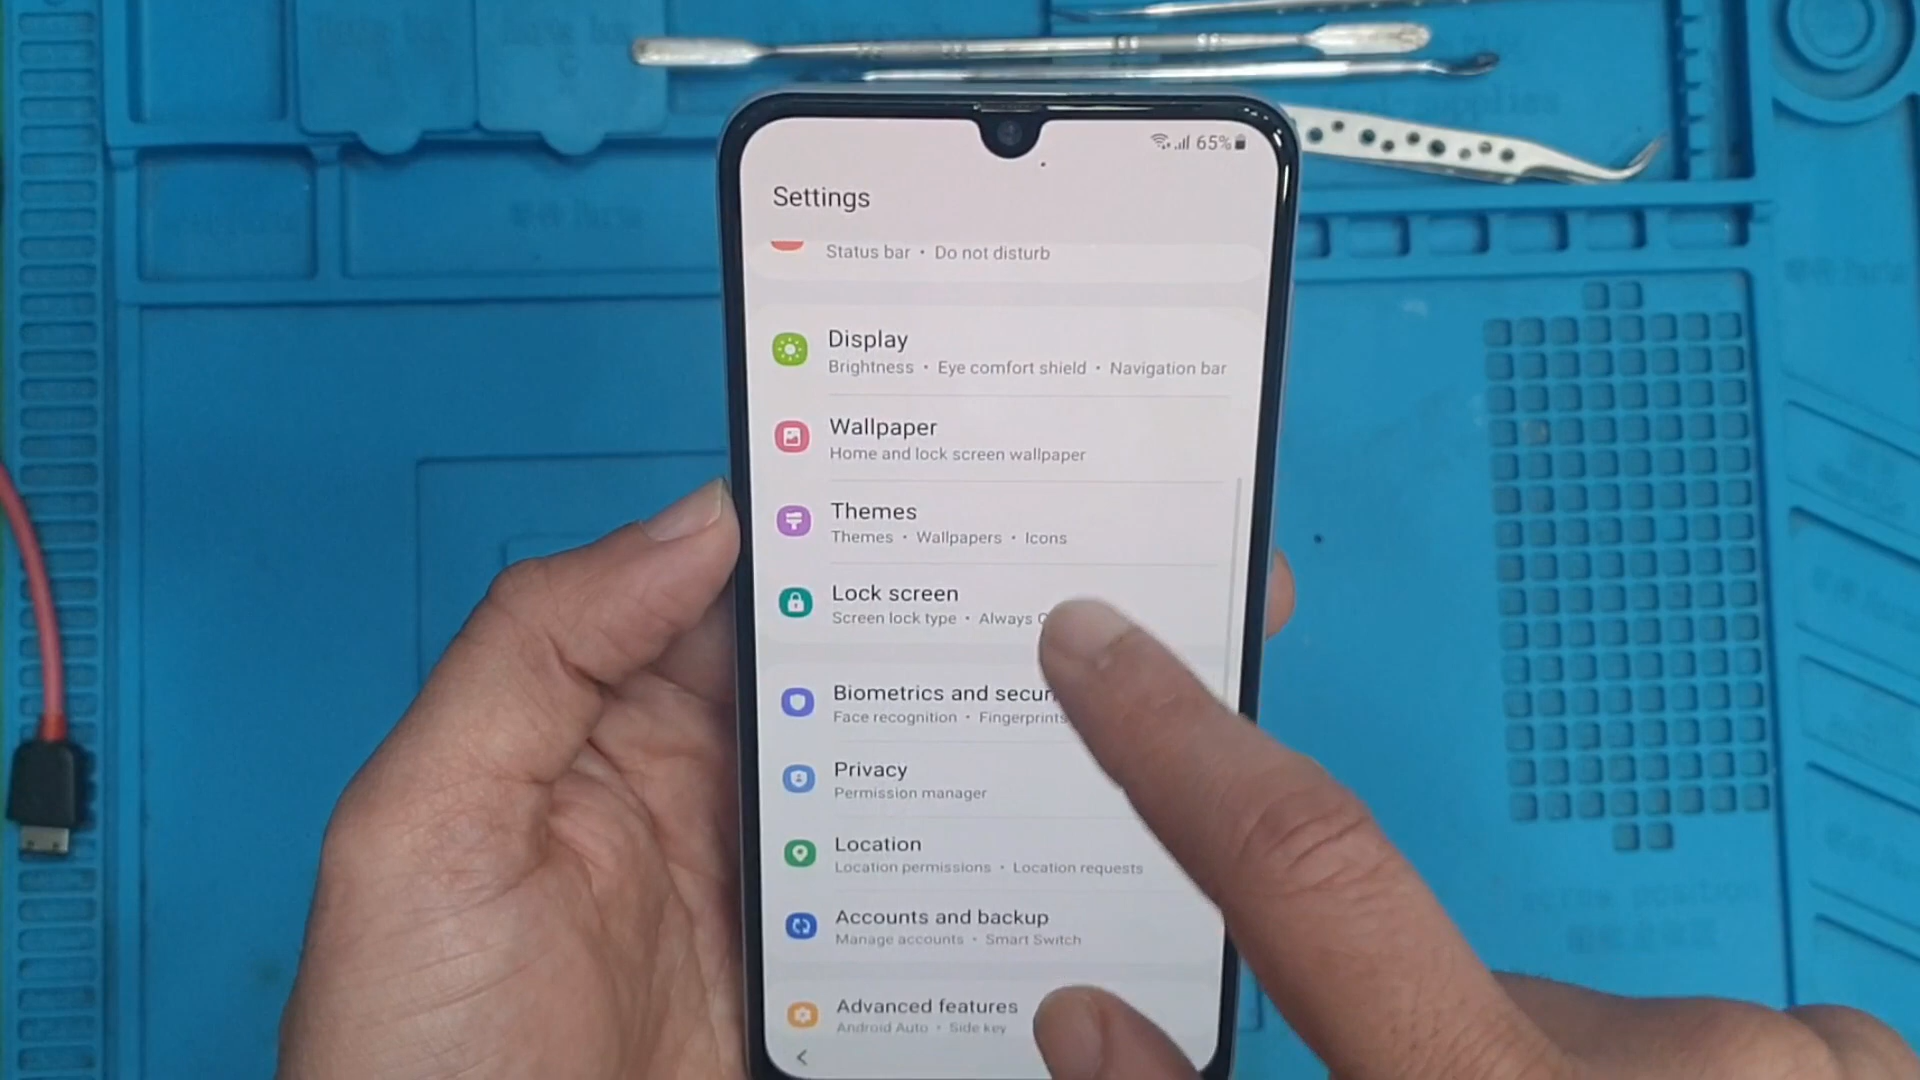 65%
Settings
Status bar • Do not disturb
Display
Brightness • Eye comfort shield • Navigation bar
Wallpaper
Home and lock screen wallpaper
Themes
Themes • Wallpapers • Icons
Lock screen
Screen lock type • Always
Biometrics and secur
Face recognition • Fingerprints
Privacy
Permission manager
Location
Location permissions • Location requests
Accounts and backup
Manage accounts • Smart Switch
Advanced features
Android Auto • Side key